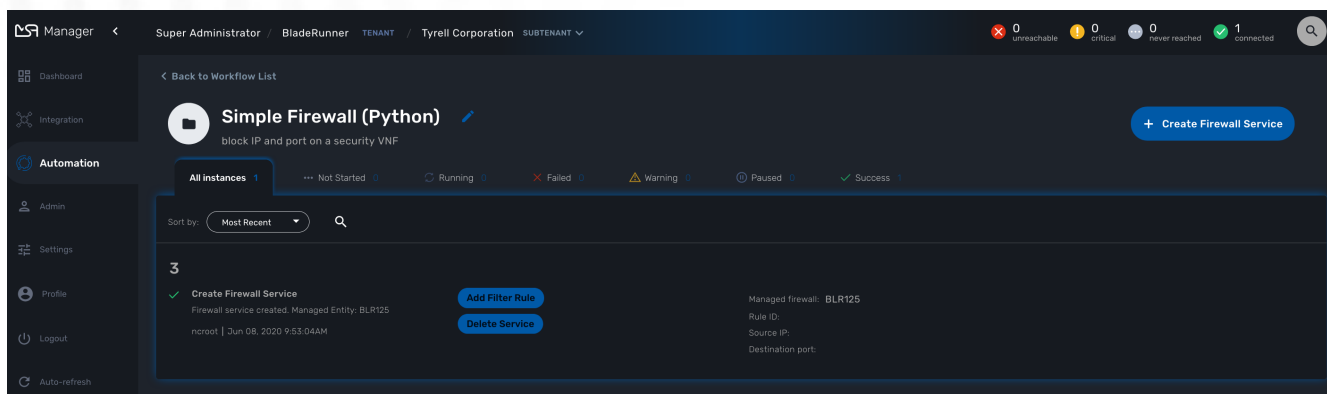 Manager
Super Administrator / BladeRunner TENANT / Tyrell Corporation SUBTENANT
0 unreachable
0 critical
0 never reached
1 connected
Dashboard
Integration
Automation
Admin
Settings
Profile
Logout
Auto-refresh
< Back to Workflow List
Simple Firewall (Python)
block IP and port on a security VNF
+ Create Firewall Service
All instances 1
Not Started 0
Running 0
Failed 0
Warning 0
Paused 0
Success 1
Sort by: Most Recent
3
Create Firewall Service
Firewall service created. Managed Entity: BLR125
ncroot | Jun 08, 2020 9:53:04AM
Add Filter Rule
Delete Service
Managed firewall: BLR125
Rule ID:
Source IP:
Destination port: